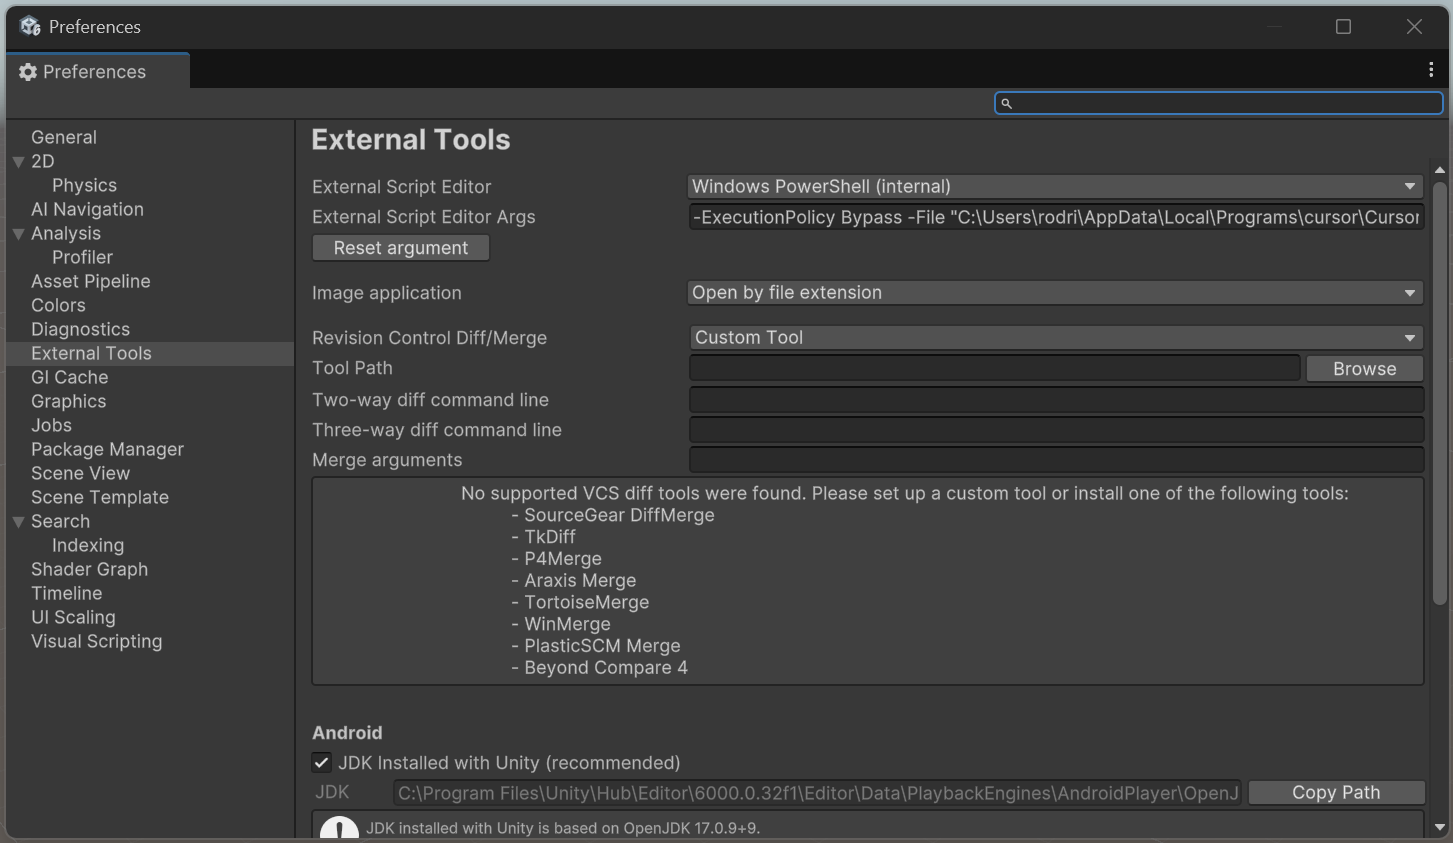 Preferences
Preferences
General
2D
Physics
AI Navigation
Analysis
Profiler
Asset Pipeline
Colors
Diagnostics
External Tools
GI Cache
Graphics
Jobs
Package Manager
Scene View
Scene Template
Search
Indexing
Shader Graph
Timeline
UI Scaling
Visual Scripting
External Tools
External Script Editor Windows PowerShell (internal)
External Script Editor Args -ExecutionPolicy Bypass -File "C:\Users\rodri\AppData\Local\Programs\cursor\Cursor
Reset argument
Image application Open by file extension
Revision Control Diff/Merge Custom Tool
Tool Path Browse
Two-way diff command line
Three-way diff command line
Merge arguments
No supported VCS diff tools were found. Please set up a custom tool or install one of the following tools:
- SourceGear DiffMerge
- TkDiff
- P4Merge
- Araxis Merge
- TortoiseMerge
- WinMerge
- PlasticSCM Merge
- Beyond Compare 4
Android
JDK Installed with Unity (recommended)
JDK C:\Program Files\Unity\Hub\Editor\6000.0.32f1\Editor\Data\PlaybackEngines\AndroidPlayer\OpenJ Copy Path
JDK installed with Unity is based on OpenJDK 17.0.9+9.